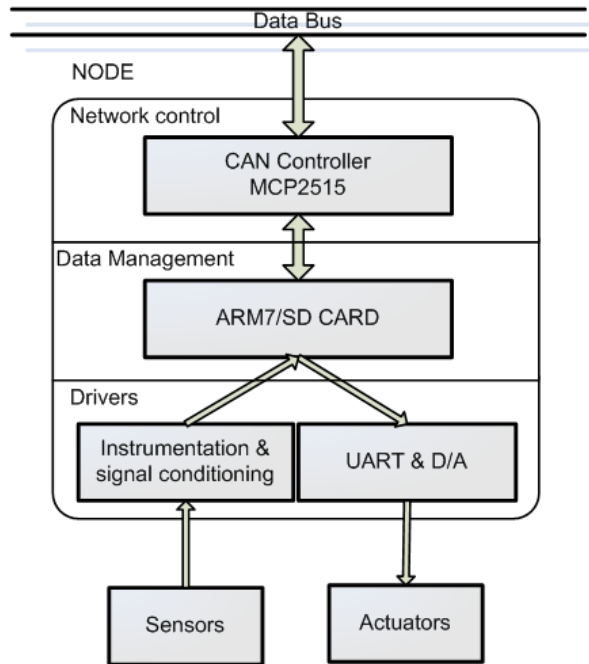 Data Bus
NODE
Network control
CAN Controller
MCP2515
Data Management
ARM7/SD CARD
Drivers
Instrumentation &
signal conditioning
UART & D/A
Sensors
Actuators